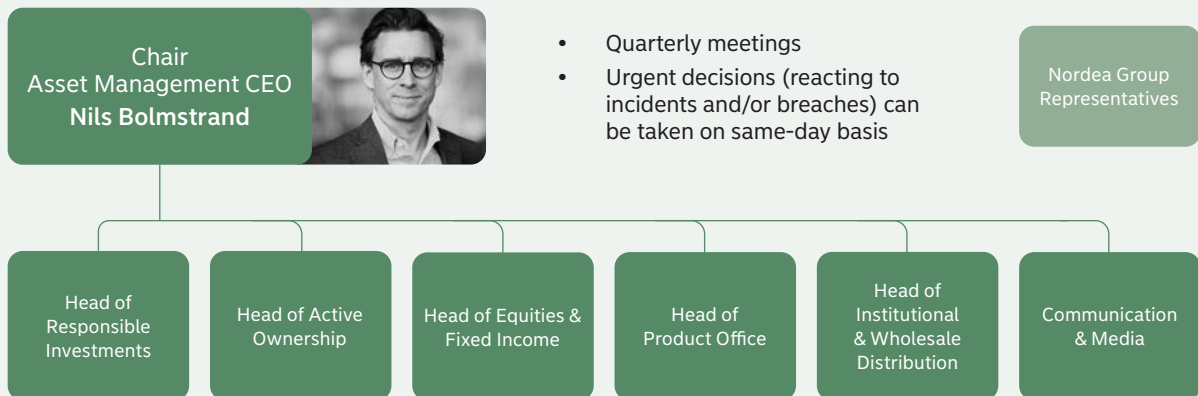 Chair
Asset Management CEO
Nils Bolmstrand
• Quarterly meetings
• Urgent decisions (reacting to
incidents and/or breaches) can
be taken on same-day basis
Nordea Group
Representatives
Head of
Responsible
Investments
Head of Active
Ownership
Head of Equities &
Fixed Income
Head of
Product Office
Head of
Institutional
& Wholesale
Distribution
Communication
& Media